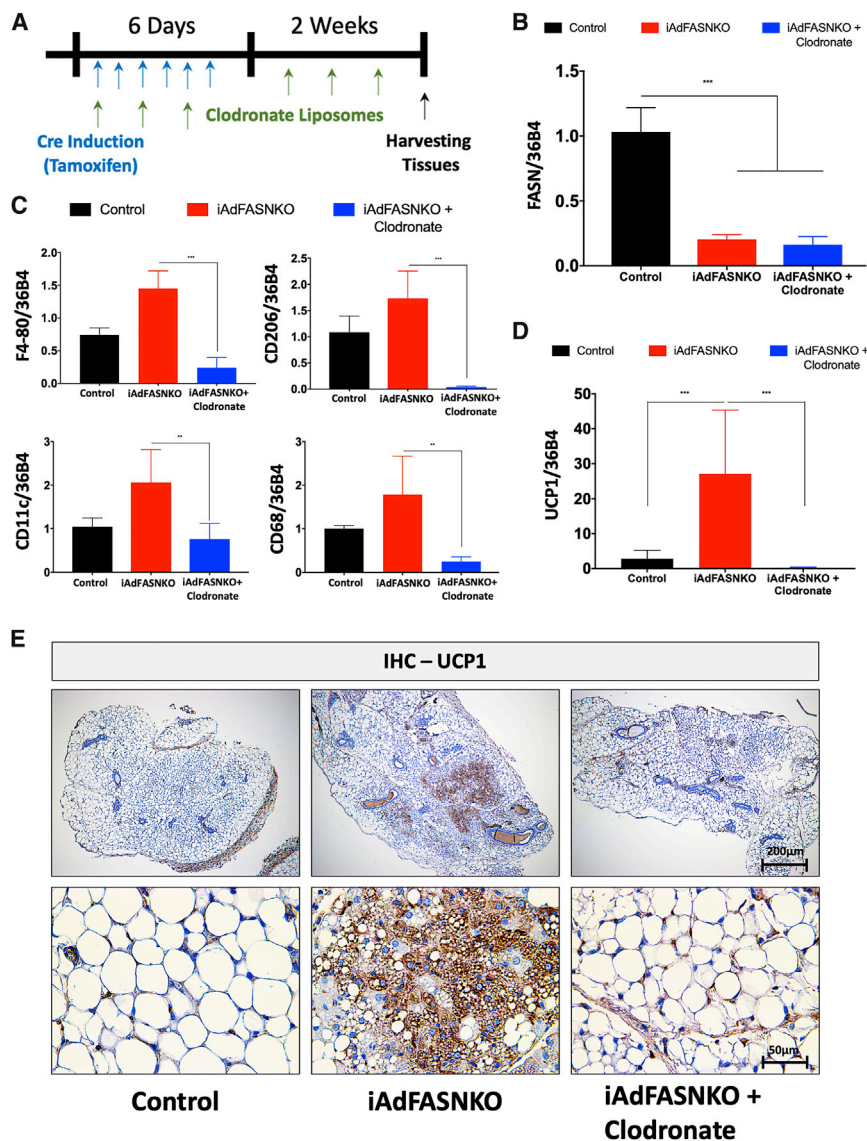 A
6 Days
2 Weeks
Clodronate Liposomes
Cre Induction
(Tamoxifen)
Harvesting
Tissues
B
Control
iAdFASNKO
iAdFASNKO +
Clodronate
FASN/36B4
1.5
1.0
0.5
0.0
***
Control
iAdFASNKO
iAdFASNKO +
Clodronate
C
Control
iAdFASNKO
iAdFASNKO +
Clodronate
F4-80/36B4
2.0
1.5
1.0
0.5
0.0
***
Control
iAdFASNKO
iAdFASNKO+
Clodronate
CD206/36B4
2.5
2.0
1.5
1.0
0.5
0.0
***
Control
iAdFASNKO
iAdFASNKO+
Clodronate
CD11c/36B4
3
2
1
0
**
Control
iAdFASNKO
iAdFASNKO+
Clodronate
CD68/36B4
3
2
1
0
**
Control
iAdFASNKO
iAdFASNKO+
Clodronate
D
Control
iAdFASNKO
iAdFASNKO +
Clodronate
UCP1/36B4
50
40
30
20
10
0
***
***
Control
iAdFASNKO
iAdFASNKO +
Clodronate
E
IHC – UCP1
200µm
50µm
Control
iAdFASNKO
iAdFASNKO +
Clodronate